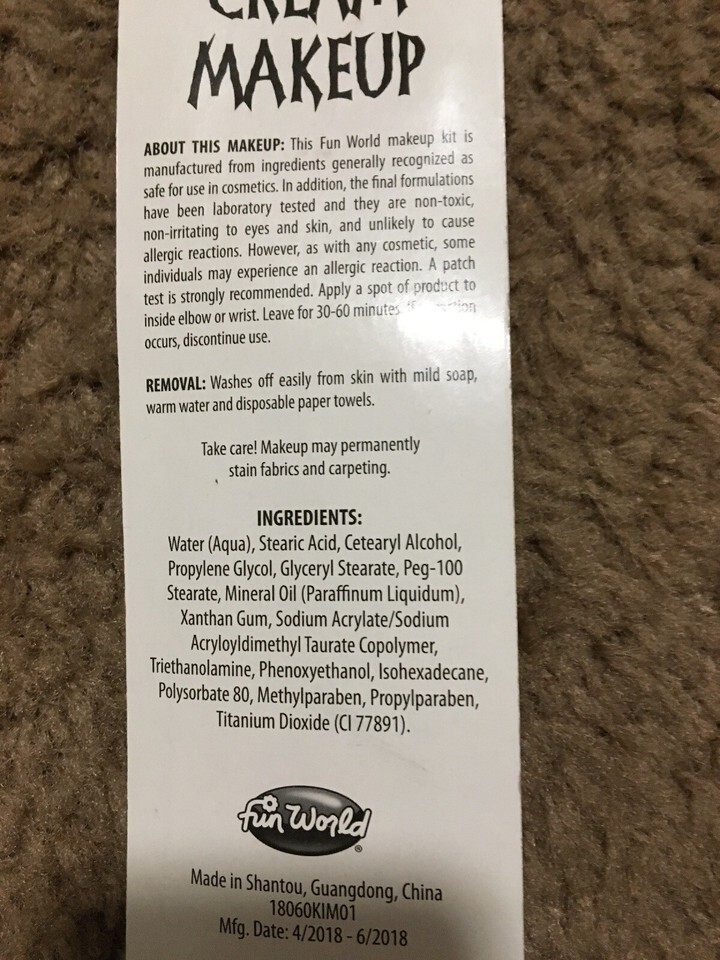 CREAM
MAKEUP
ABOUT THIS MAKEUP: This Fun World makeup kit is
manufactured from ingredients generally recognized as
safe for use in cosmetics. In addition, the final formulations
have been laboratory tested and they are non-toxic,
non-irritating to eyes and skin, and unlikely to cause
allergic reactions. However, as with any cosmetic, some
individuals may experience an allergic reaction. A patch
test is strongly recommended. Apply a spot of product to
inside elbow or wrist. Leave for 30-60 minutes
occurs, discontinue use.
REMOVAL: Washes off easily from skin with mild soap,
warm water and disposable paper towels.
Take care! Makeup may permanently
stain fabrics and carpeting.
INGREDIENTS:
Water (Aqua), Stearic Acid, Cetearyl Alcohol,
Propylene Glycol, Glyceryl Stearate, Peg-100
Stearate, Mineral Oil (Paraffinum Liquidum),
Xanthan Gum, Sodium Acrylate/Sodium
Acryloyldimethyl Taurate Copolymer,
Triethanolamine, Phenoxyethanol, Isohexadecane,
Polysorbate 80, Methylparaben, Propylparaben,
Titanium Dioxide (CI 77891).
fun World ®
Made in Shantou, Guangdong, China
18060KIM01
Mfg. Date: 4/2018 - 6/2018